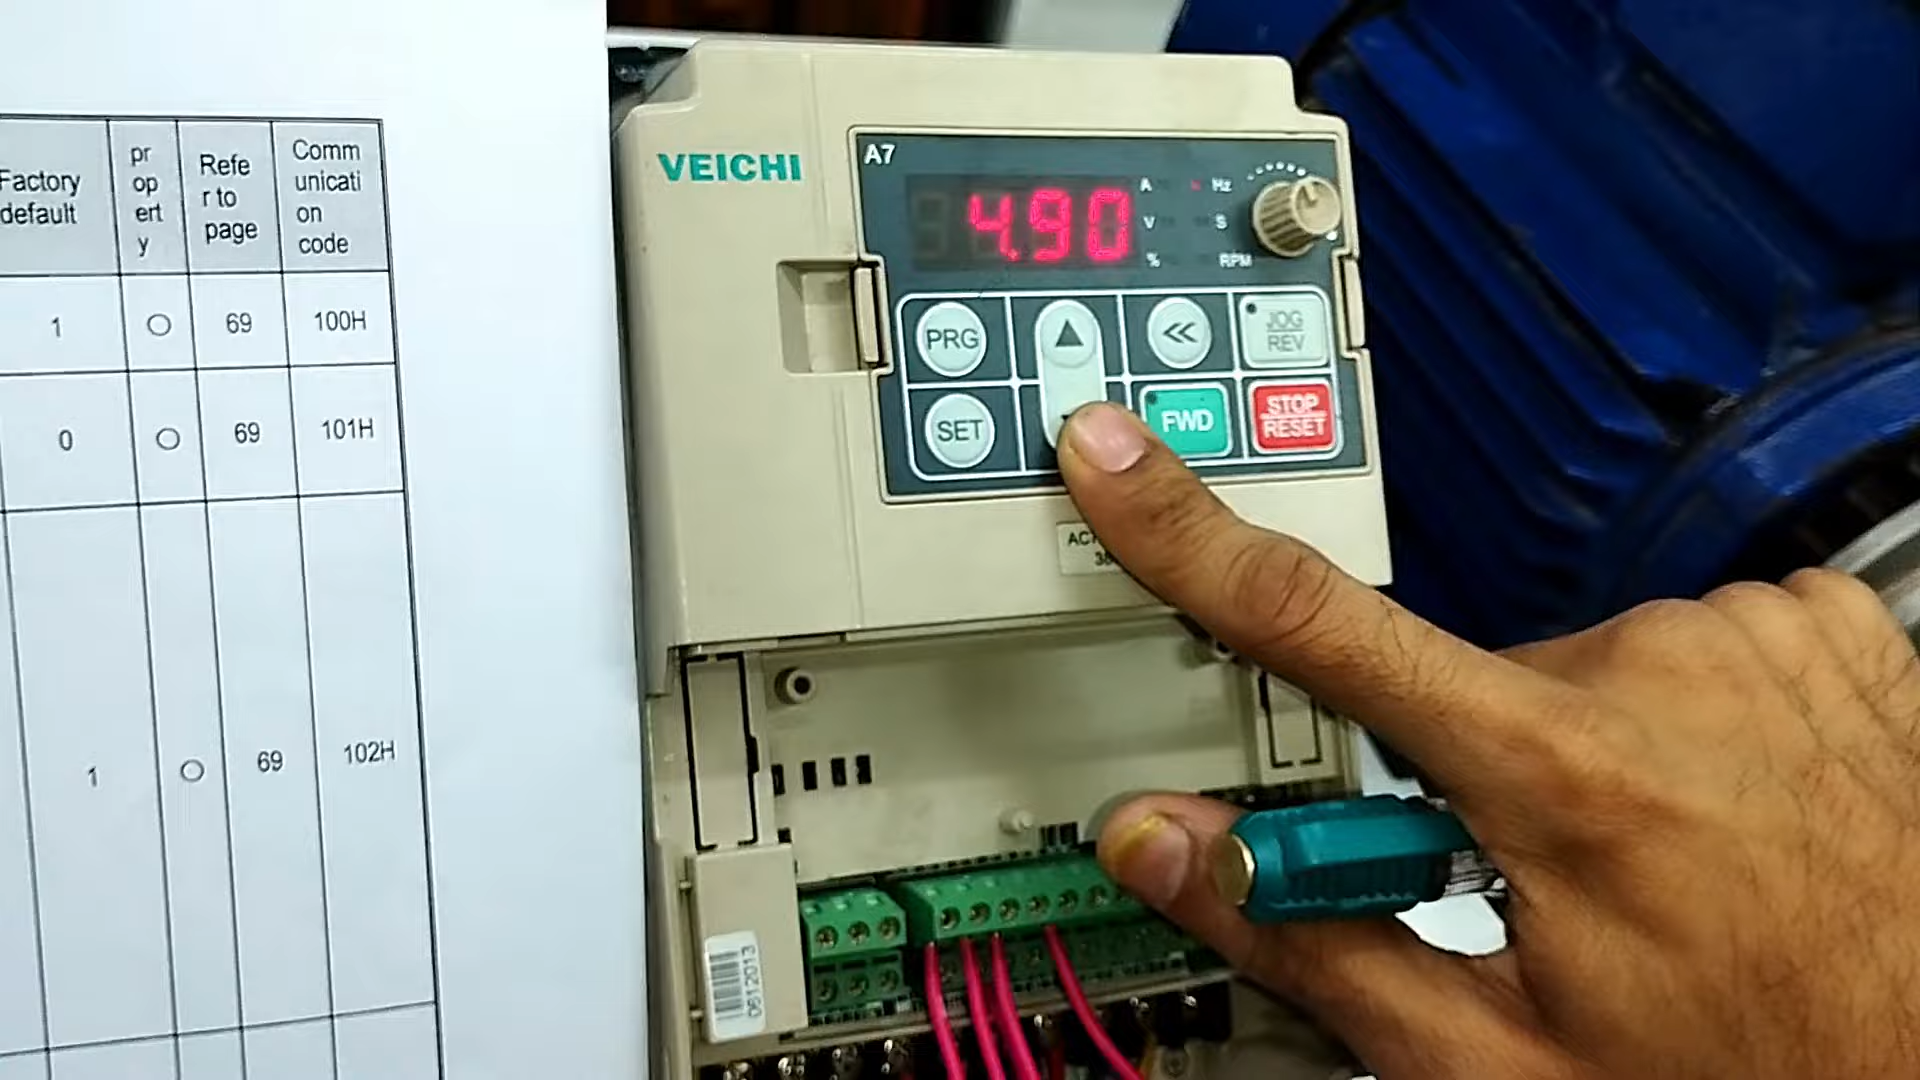 Factory
default
pr
op
ert
y
Refe
r to
page
Comm
unicati
on
code
1
69
100H
0
69
101H
1
69
102H
VEICHI
A7
4.90
A
Hz
V
S
%
RPM
PRG
JOG
REV
SET
FWD
STOP
RESET
0612013